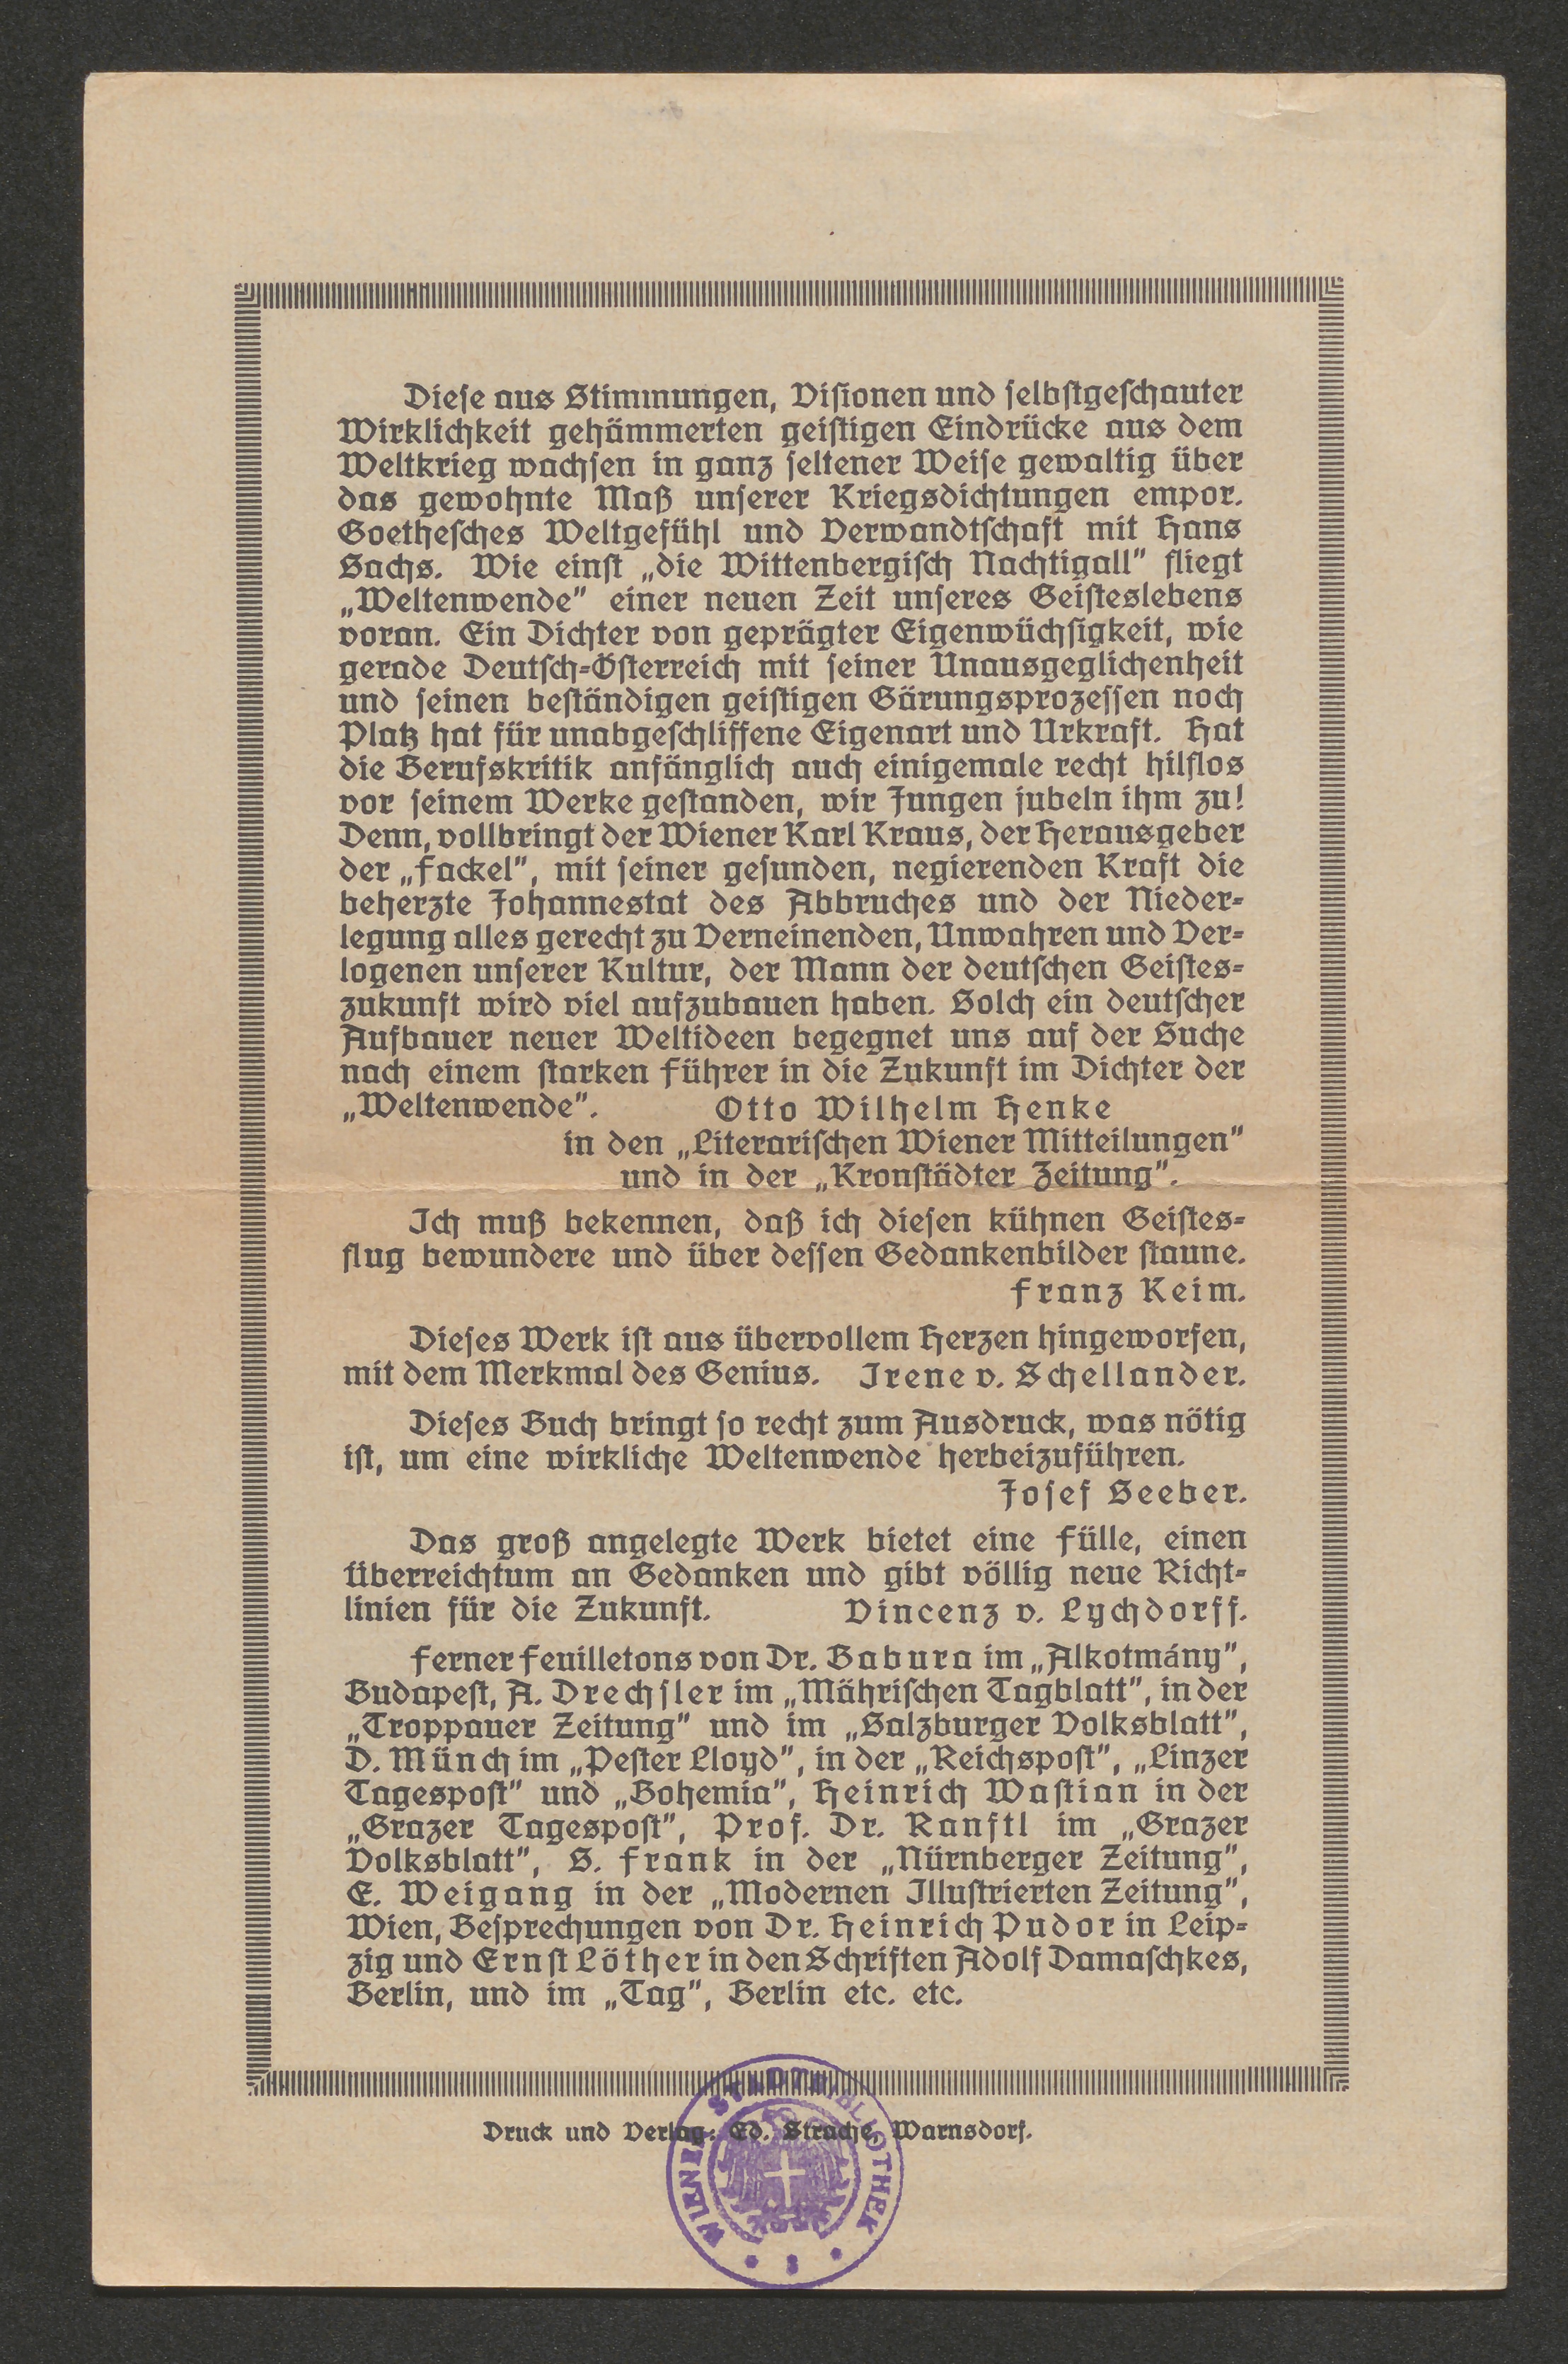 Diese aus Stimmungen, Visionen und selbstgeschauter
Wirklichkeit gehämmerten geistigen Eindrücke aus dem
Weltkrieg wachsen in ganz seltener Weise gewaltig über
das gewohnte Maß unserer Kriegsdichtungen empor.
Goethesches Weltgefühl und Verwandtschaft mit Hans
Sachs. Wie einst „die Wittenbergisch Nachtigall" fliegt
„Weltenwende" einer neuen Zeit unseres Geisteslebens
voran. Ein Dichter von geprägter Eigenwüchsigkeit, wie
gerade Deutsch-Österreich mit seiner Unausgeglichenheit
und seinen beständigen geistigen Gärungsprozessen noch
Platz hat für unabgeschliffene Eigenart und Urkraft. Hat
die Berufskritik anfänglich auch einigemale recht hilflos
vor seinem Werke gestanden, wir Jungen jubeln ihm zu!
Denn, vollbringt der Wiener Karl Kraus, der Herausgeber
der „Fackel", mit seiner gesunden, negierenden Kraft die
beherzte Johannestat des Abbruches und der Nieder-
legung alles gerecht zu Verneinenden, Unwahren und Ver-
logenen unserer Kultur, der Mann der deutschen Geistes-
zukunft wird viel aufzubauen haben. Solch ein deutscher
Aufbauer neuer Weltideen begegnet uns auf der Suche
nach einem starken Führer in die Zukunft im Dichter der
„Weltenwende". Otto Wilhelm Henke
in den „Literarischen Wiener Mitteilungen"
und in der „Kronstädter Zeitung".
Ich muß bekennen, daß ich diesen kühnen Geistes-
flug bewundere und über dessen Gedankenbilder staune.
Franz Keim.
Dieses Werk ist aus übervollem Herzen hingeworfen,
mit dem Merkmal des Genius. Irene v. Schellander.
Dieses Buch bringt so recht zum Ausdruck, was nötig
ist, um eine wirkliche Weltenwende herbeizuführen.
Josef Seeber.
Das groß angelegte Werk bietet eine Fülle, einen
Überreichtum an Gedanken und gibt völlig neue Richt-
linien für die Zukunft. Vincenz v. Lychdorff.
Ferner Feuilletons von Dr. Babura im „Alkotmány",
Budapest, A. Drechsler im „Mährischen Tagblatt", in der
„Troppauer Zeitung" und im „Salzburger Volksblatt",
D. Münch im „Pester Lloyd", in der „Reichspost", „Linzer
Tagespost" und „Bohemia", Heinrich Wastian in der
„Grazer Tagespost", Prof. Dr. Ranftl im „Grazer
Volksblatt", S. Frank in der „Nürnberger Zeitung",
E. Weigang in der „Modernen Illustrierten Zeitung",
Wien, Besprechungen von Dr. Heinrich Pudor in Leip-
zig und Ernst Löther in den Schriften Adolf Damaschkes,
Berlin, und im „Tag", Berlin etc. etc.
Druck und Verlag: Ed. Strache, Warnsdorf.
WIENER STADTBIBLIOTHEK